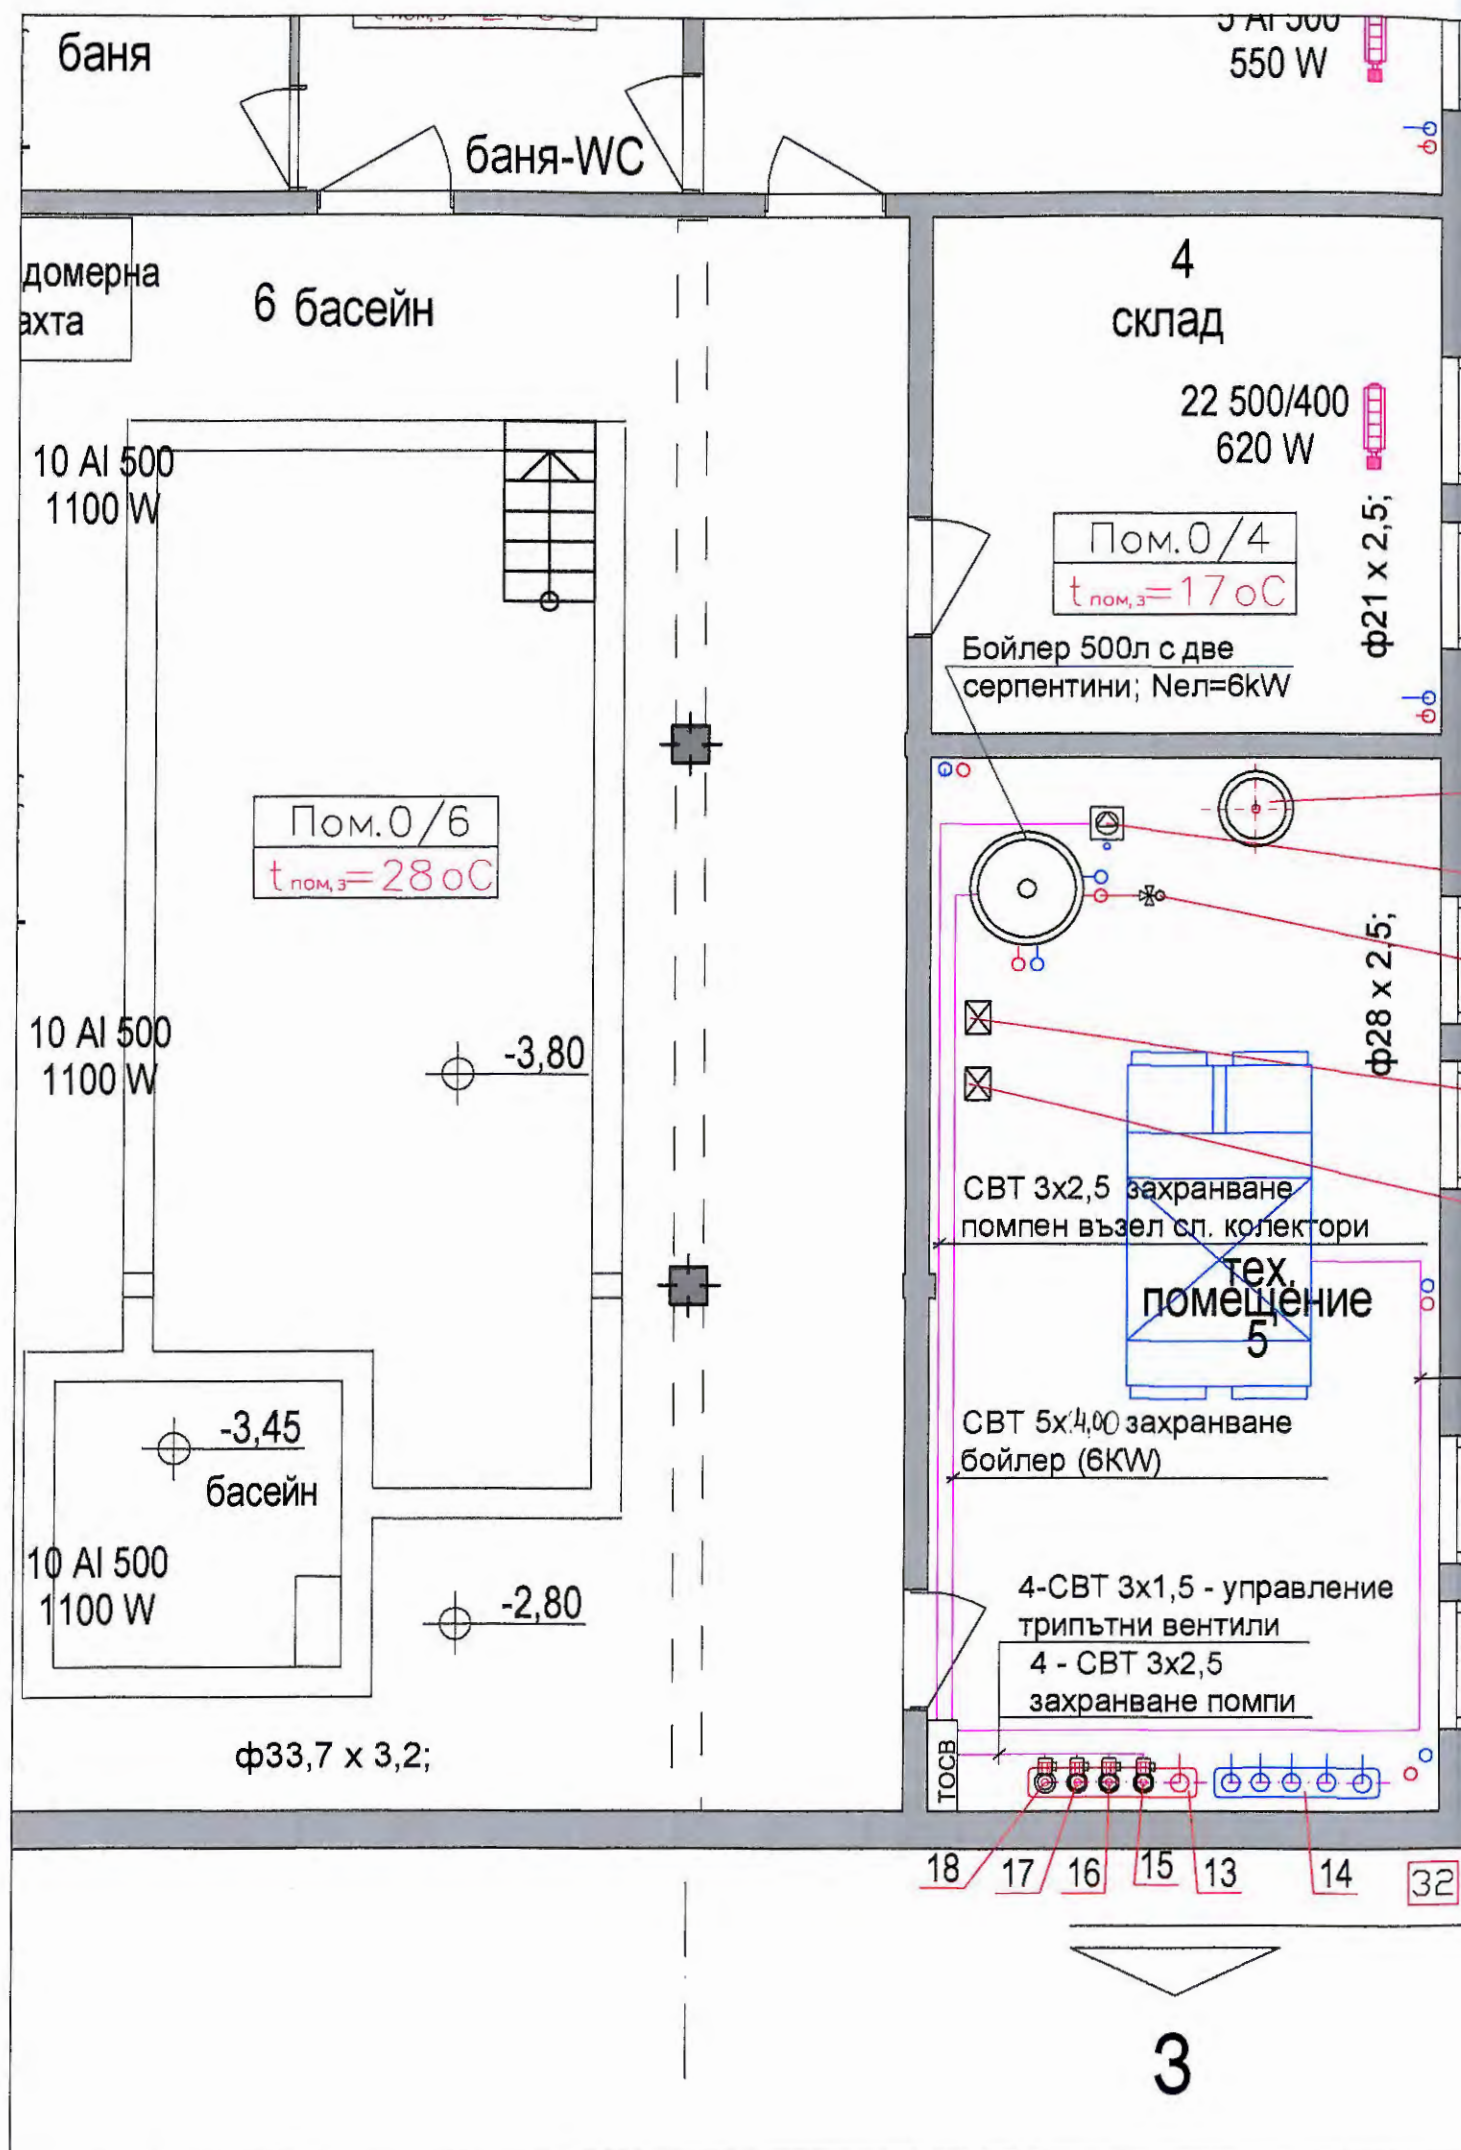 баня
баня-WC
550 W
домерна
ахта
6 басейн
4
склад
22 500/400
620 W
10 Al 500
1100 W
Пом.0/4
tпом,з=17оС
ф21 x 2,5;
Бойлер 500л с две
серпентини; Nел=6kW
Пом.0/6
tпом,з=28оС
ф28 x 2,5;
10 Al 500
1100 W
-3,80
СВТ 3x2,5 захранване
помпен възел сл. колектори
тех.
помещение
5
-3,45
басейн
СВТ 5x4,00 захранване
бойлер (6KW)
10 Al 500
1100 W
-2,80
4-СВТ 3x1,5 - управление
трипътни вентили
4 - СВТ 3x2,5
захранване помпи
ф33,7 x 3,2;
ТОСВ
18 17 16 15 13 14 32
3